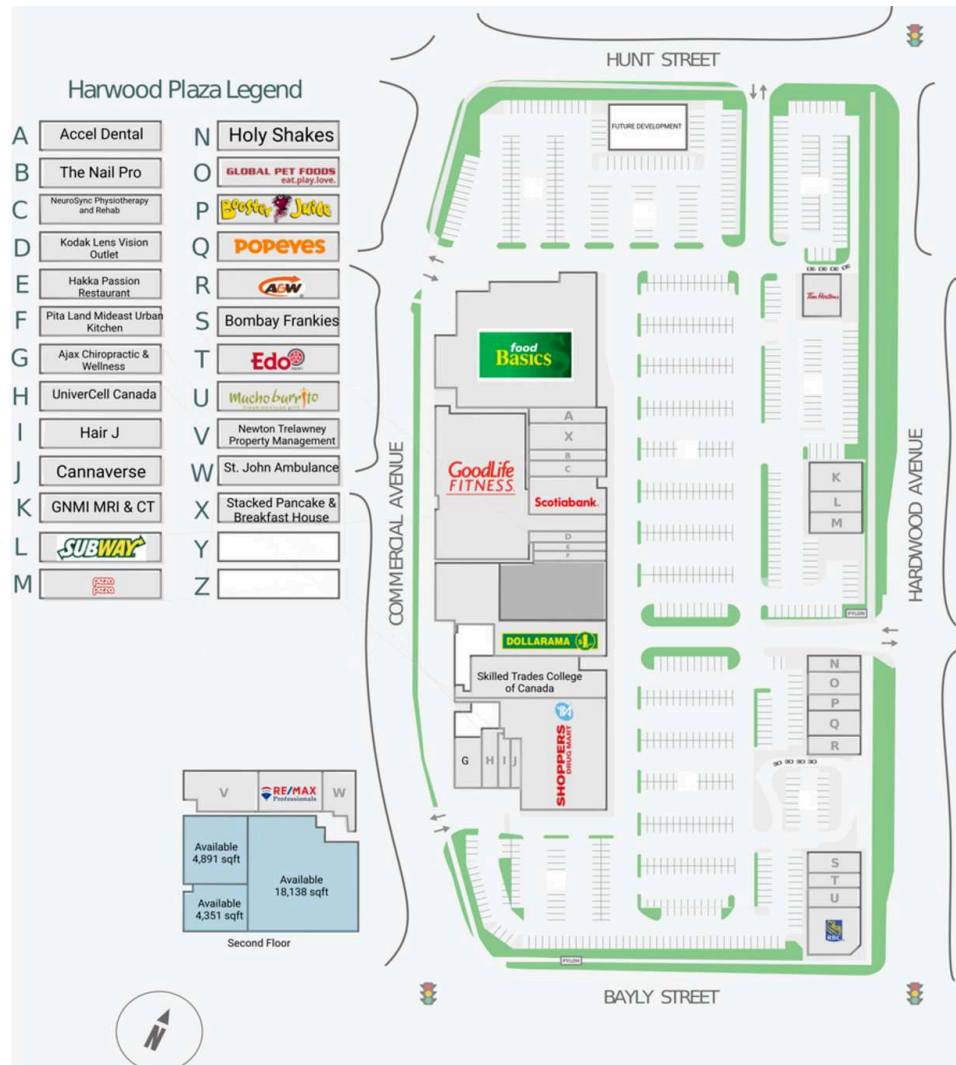 HUNT STREET
Harwood Plaza Legend
A
Accel Dental
B
The Nail Pro
C
NeuroSync Physiotherapy
and Rehab
D
Kodak Lens Vision
Outlet
E
Hakka Passion
Restaurant
F
Pita Land Mideast Urban
Kitchen
G
Ajax Chiropractic &
Wellness
H
UniverCell Canada
I
Hair J
J
Cannaverse
K
GNMI MRI & CT
L
SUBWAY
M
pizza
pizza
N
Holy Shakes
O
GLOBAL PET FOODS
eat.play.love.
P
Booster Juice
Q
POPEYES
R
A&W
S
Bombay Frankies
T
Edo
JAPAN
U
Mucho burrito
fresh mexican grill
V
Newton Trelawney
Property Management
W
St. John Ambulance
X
Stacked Pancake &
Breakfast House
Y
Z
FUTURE DEVELOPMENT
Tim Hortons
food
Basics
A
X
B
C
GoodLife
FITNESS
Scotiabank
D
E
F
K
L
M
COMMERCIAL AVENUE
HARDWOOD AVENUE
PYLON
DOLLARAMA
Skilled Trades College
of Canada
SHOPPERS
DRUG MART
G
H
I
J
N
O
P
Q
R
S
T
U
RBC
V
RE/MAX
Professionals
W
Available
4,891 sqft
Available
18,138 sqft
Available
4,351 sqft
Second Floor
PYLON
BAYLY STREET
N